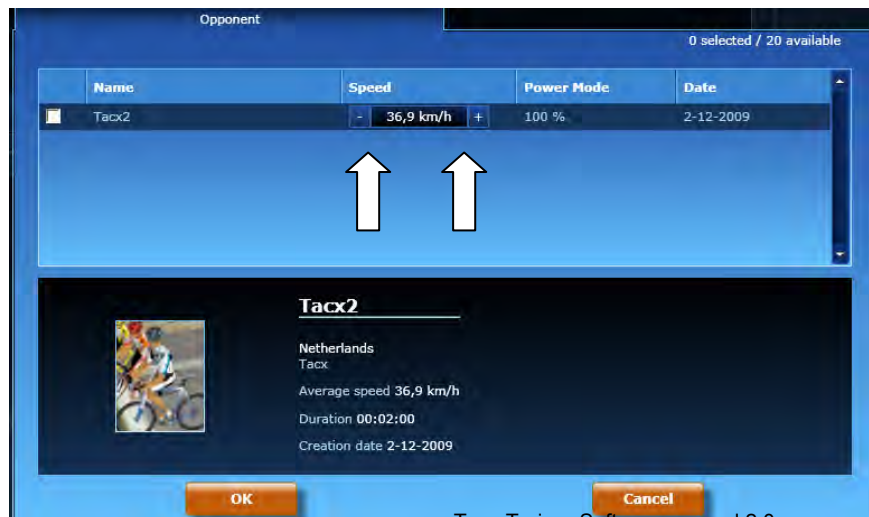 Opponent
0 selected / 20 available
Name Speed Power Mode Date
Tacx2 - 36,9 km/h + 100 % 2-12-2009
Tacx2
Netherlands
Tacx
Average speed 36,9 km/h
Duration 00:02:00
Creation date 2-12-2009
OK Cancel